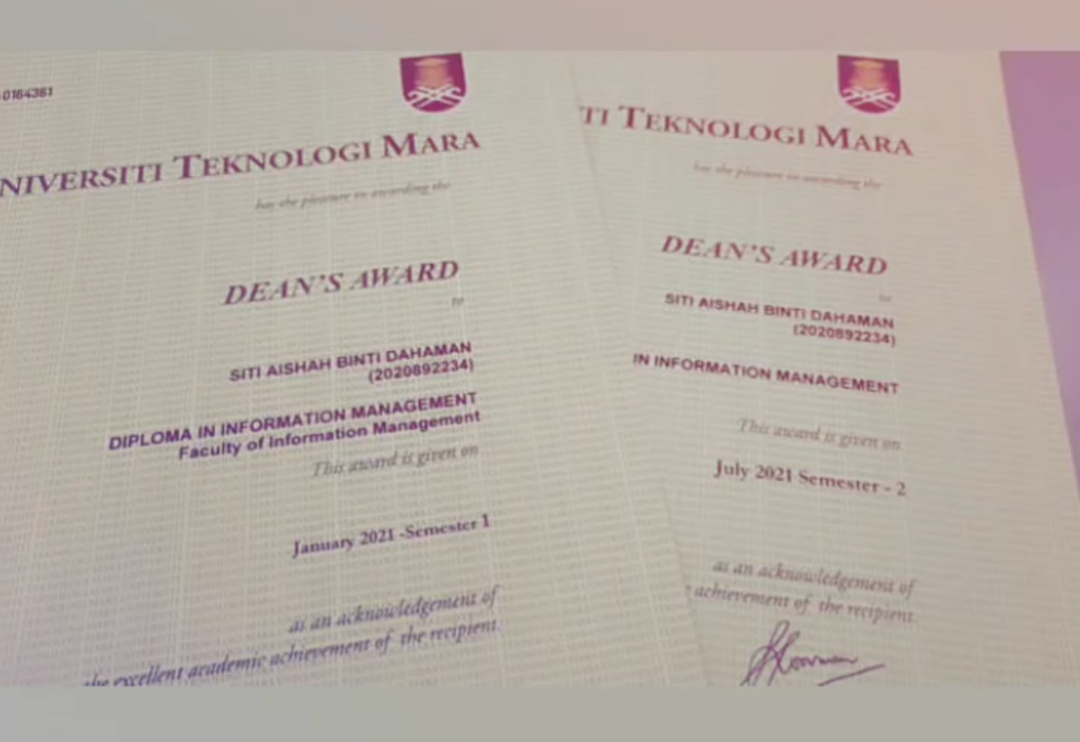 0164361
NIVERSITI TEKNOLOGI MARA
has the pleasure in awarding the
DEAN'S AWARD
to
SITI AISHAH BINTI DAHAMAN
(2020892234)
DIPLOMA IN INFORMATION MANAGEMENT
Faculty of Information Management
This award is given on
January 2021 -Semester 1
as an acknowledgement of
the excellent academic achievement of the recipient
TI TEKNOLOGI MARA
has the pleasure in awarding the
DEAN'S AWARD
to
SITI AISHAH BINTI DAHAMAN
(2020892234)
IN INFORMATION MANAGEMENT
This award is given on
July 2021 Semester - 2
as an acknowledgement of
achievement of the recipient